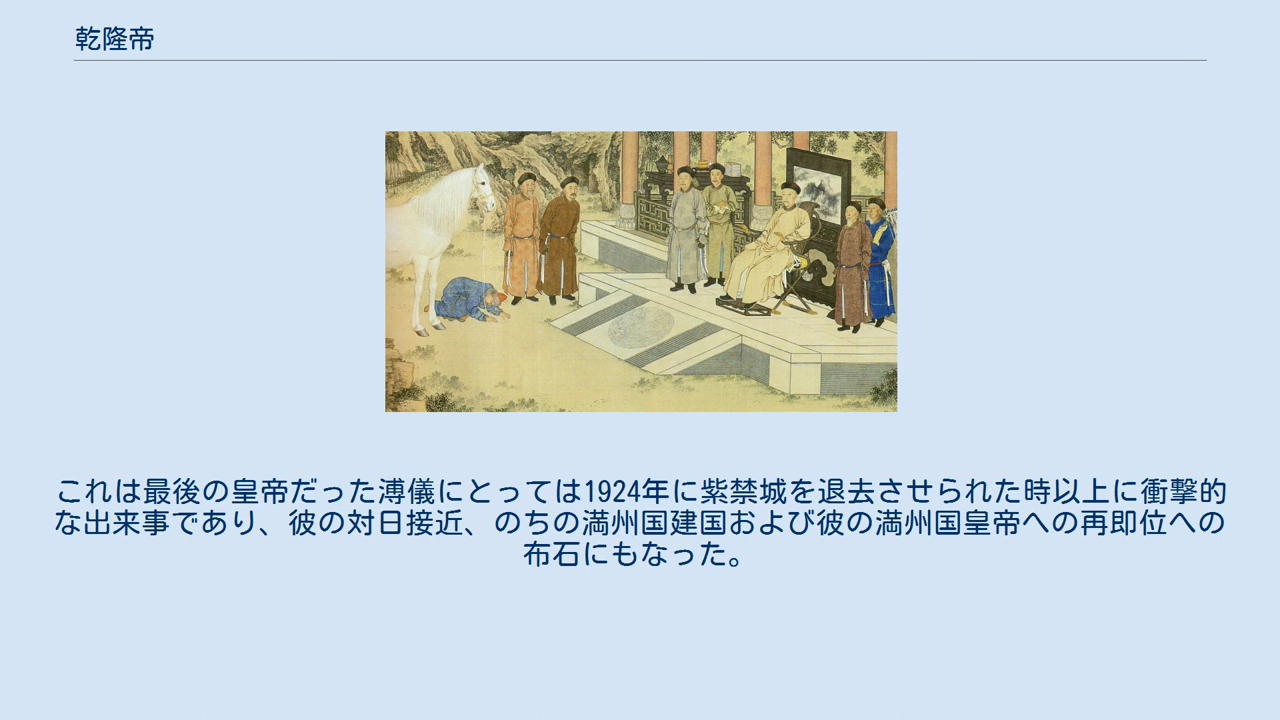 乾隆帝
これは最後の皇帝だった溥儀にとっては1924年に紫禁城を退去させられた時以上に衝撃的
な出来事であり、彼の対日接近、のちの満州国建国および彼の満州国皇帝への再即位への
布石にもなった。